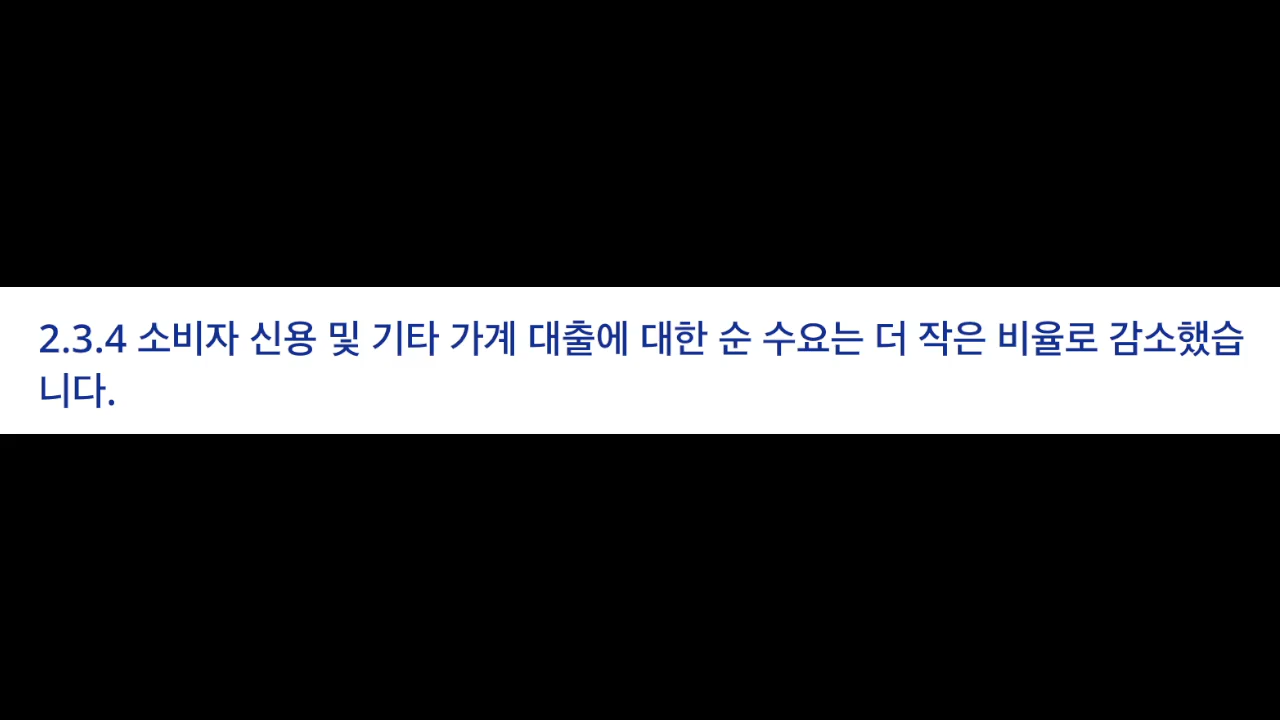 2.3.4 소비자 신용 및 기타 가계 대출에 대한 순 수요는 더 작은 비율로 감소했습
니다.